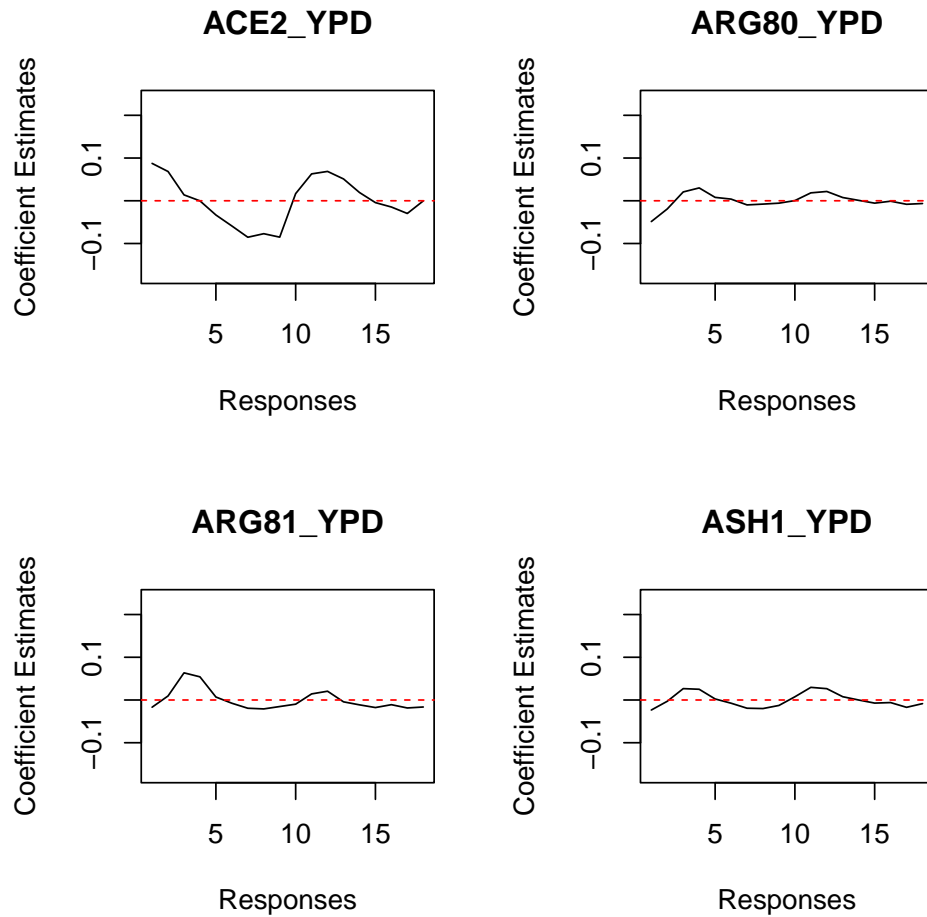 ACE2_YPD
Coefficient Estimates
0.1
−0.1
5
10
15
Responses
ARG80_YPD
Coefficient Estimates
0.1
−0.1
5
10
15
Responses
ARG81_YPD
Coefficient Estimates
0.1
−0.1
5
10
15
Responses
ASH1_YPD
Coefficient Estimates
0.1
−0.1
5
10
15
Responses